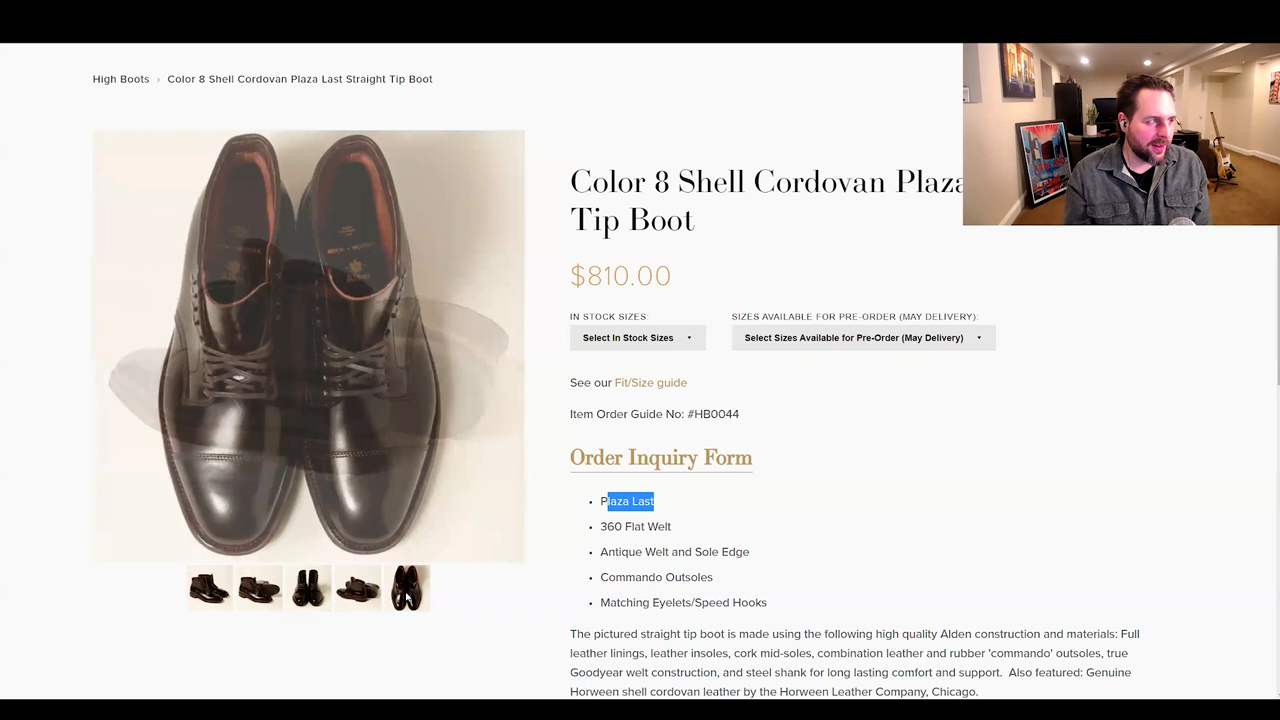 High Boots › Color 8 Shell Cordovan Plaza Last Straight Tip Boot
Color 8 Shell Cordovan Plaza
Tip Boot
$810.00
IN STOCK SIZES:
SIZES AVAILABLE FOR PRE-ORDER (MAY DELIVERY):
Select In Stock Sizes
Select Sizes Available for Pre-Order (May Delivery)
See our Fit/Size guide
Item Order Guide No: #HB0044
Order Inquiry Form
• Plaza Last
• 360 Flat Welt
• Antique Welt and Sole Edge
• Commando Outsoles
• Matching Eyelets/Speed Hooks
The pictured straight tip boot is made using the following high quality Alden construction and materials: Full
leather linings, leather insoles, cork mid-soles, combination leather and rubber 'commando' outsoles, true
Goodyear welt construction, and steel shank for long lasting comfort and support. Also featured: Genuine
Horween shell cordovan leather by the Horween Leather Company, Chicago.